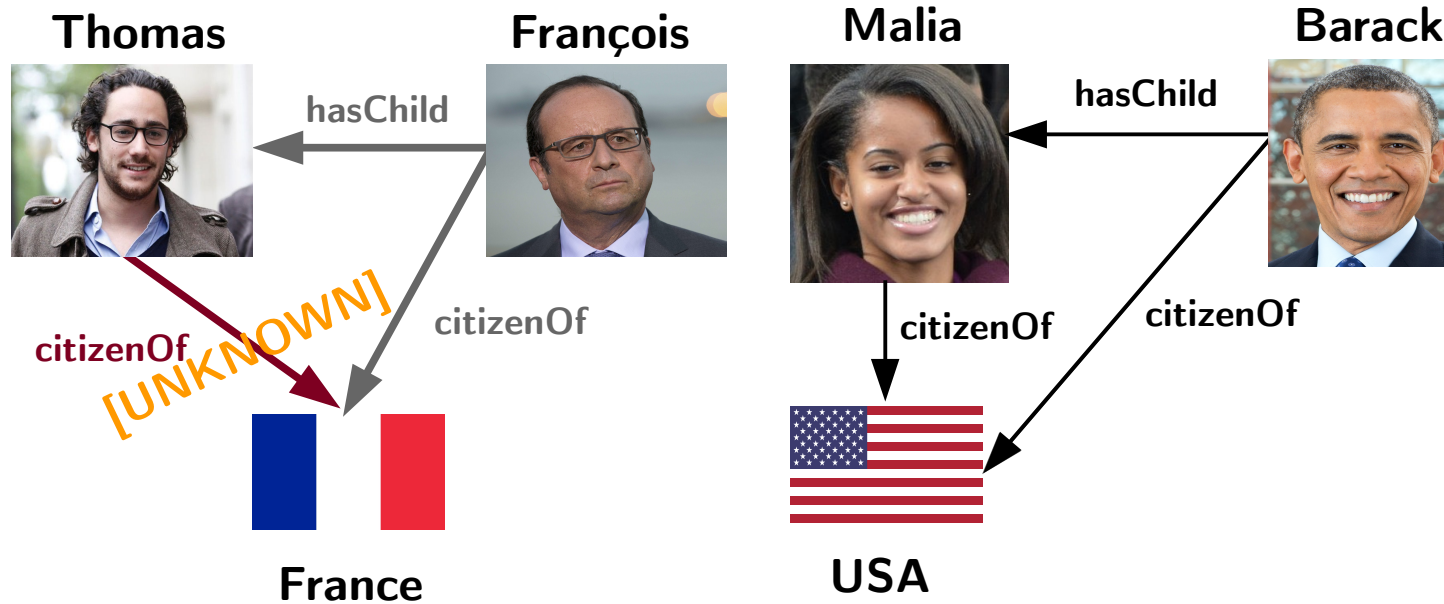 Thomas
François
Malia
Barack
hasChild
hasChild
citizenOf
[UNKNOWN]
citizenOf
citizenOf
citizenOf
France
USA